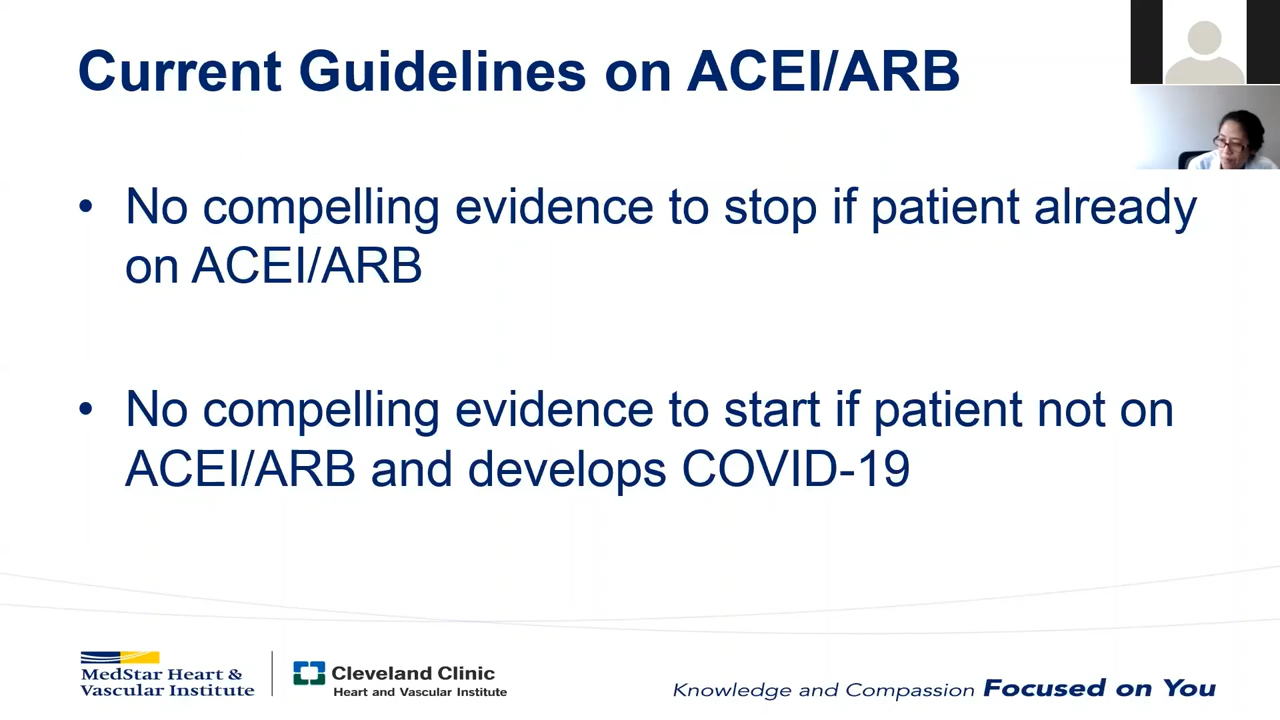 Current Guidelines on ACEI/ARB
• No compelling evidence to stop if patient already
on ACEI/ARB
• No compelling evidence to start if patient not on
ACEI/ARB and develops COVID-19
MedStar Heart &
Vascular Institute
Cleveland Clinic
Heart and Vascular Institute
Knowledge and Compassion Focused on You